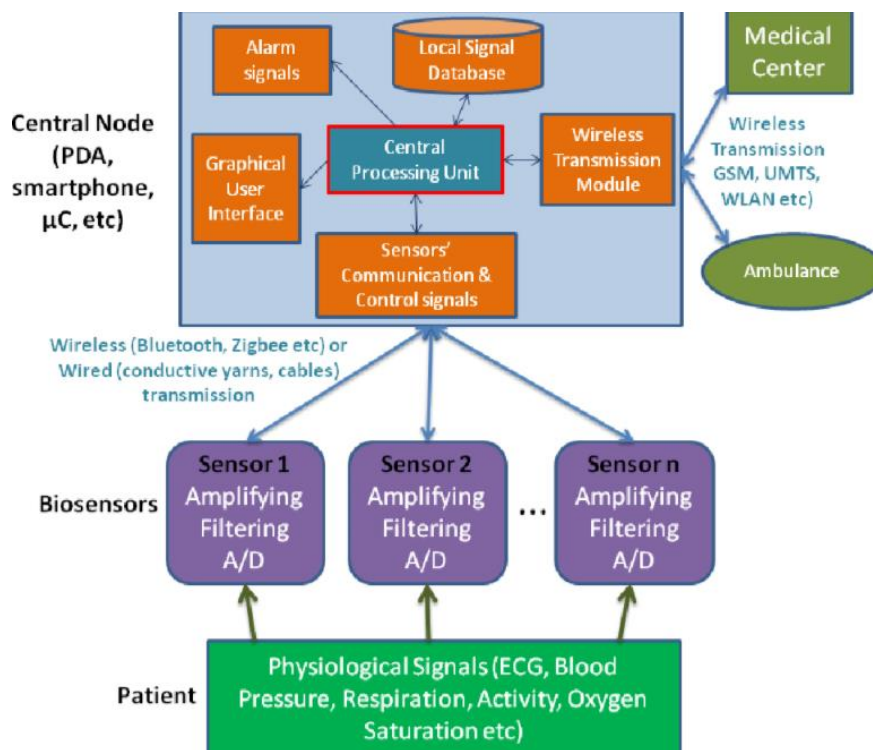 Central Node
(PDA,
smartphone,
μC, etc)
Alarm
signals
Local Signal
Database
Graphical
User
Interface
Central
Processing Unit
Wireless
Transmission
Module
Sensors'
Communication &
Control signals
Medical
Center
Wireless
Transmission
GSM, UMTS,
WLAN etc)
Ambulance
Wireless (Bluetooth, Zigbee etc) or
Wired (conductive yarns, cables)
transmission
Biosensors
Sensor 1
Amplifying
Filtering
A/D
Sensor 2
Amplifying
Filtering
A/D
...
Sensor n
Amplifying
Filtering
A/D
Patient
Physiological Signals (ECG, Blood
Pressure, Respiration, Activity, Oxygen
Saturation etc)